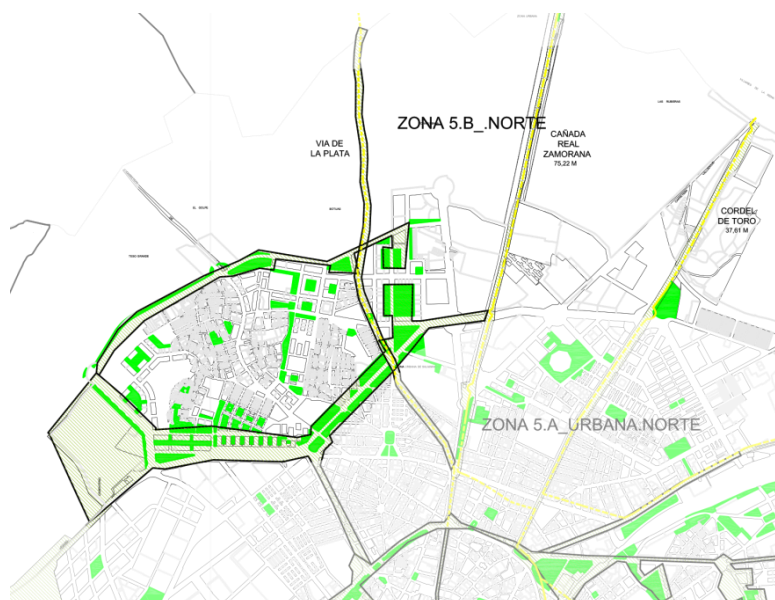 ZONA 5.B_.NORTE
VIA DE
LA PLATA
CAÑADA
REAL
ZAMORANA
75,22 M
CORDEL
DE TORO
37,61 M
ZONA 5.A_URBANA.NORTE